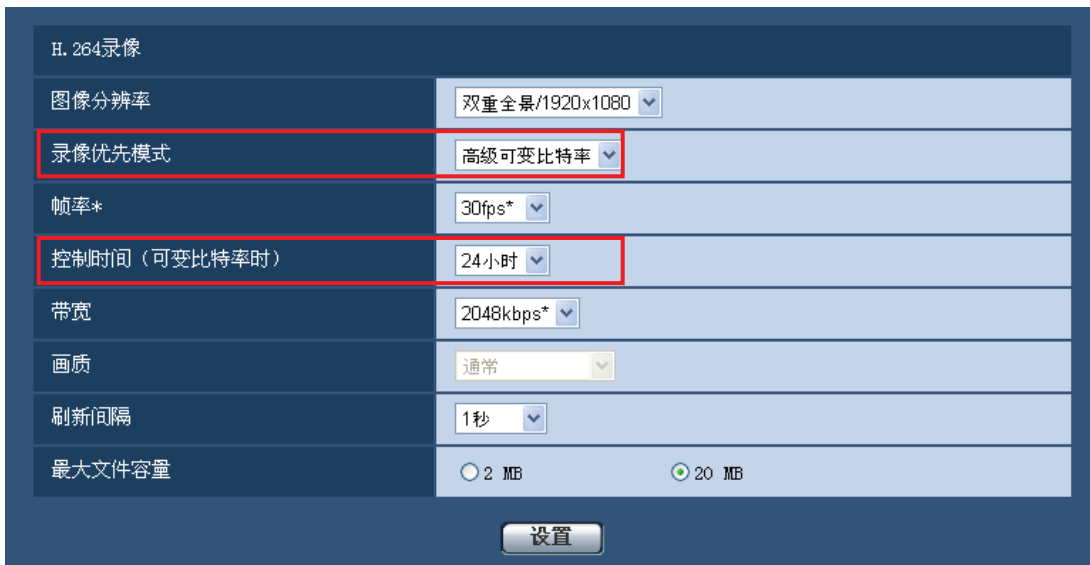 H.264录像
图像分辨率 双重全景/1920x1080
录像优先模式 高级可变比特率
帧率* 30fps*
控制时间（可变比特率时） 24小时
带宽 2048kbps*
画质 通常
刷新间隔 1秒
最大文件容量 2 MB 20 MB
设置